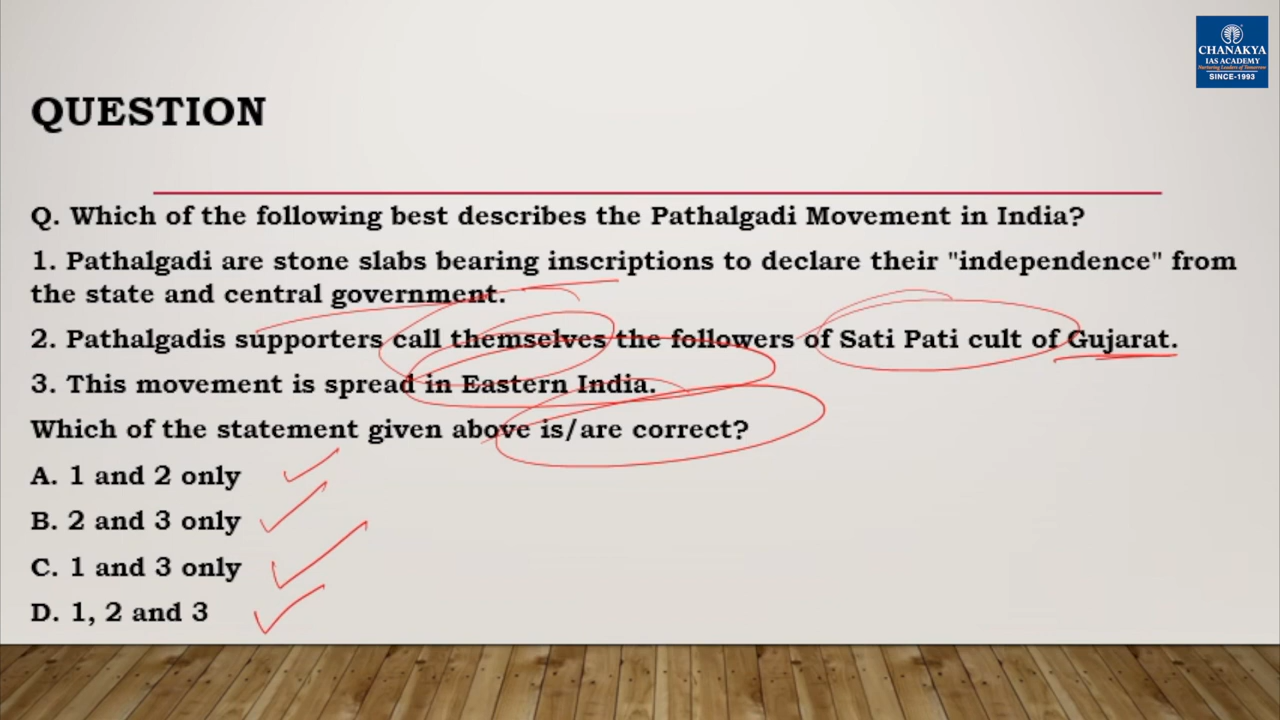 CHANAKYA
IAS ACADEMY
Nurturing Leaders of Tomorrow
SINCE-1993
QUESTION
Q. Which of the following best describes the Pathalgadi Movement in India?
1. Pathalgadi are stone slabs bearing inscriptions to declare their "independence" from
the state and central government.
2. Pathalgadis supporters call themselves the followers of Sati Pati cult of Gujarat.
3. This movement is spread in Eastern India.
Which of the statement given above is/are correct?
A. 1 and 2 only
B. 2 and 3 only
C. 1 and 3 only
D. 1, 2 and 3